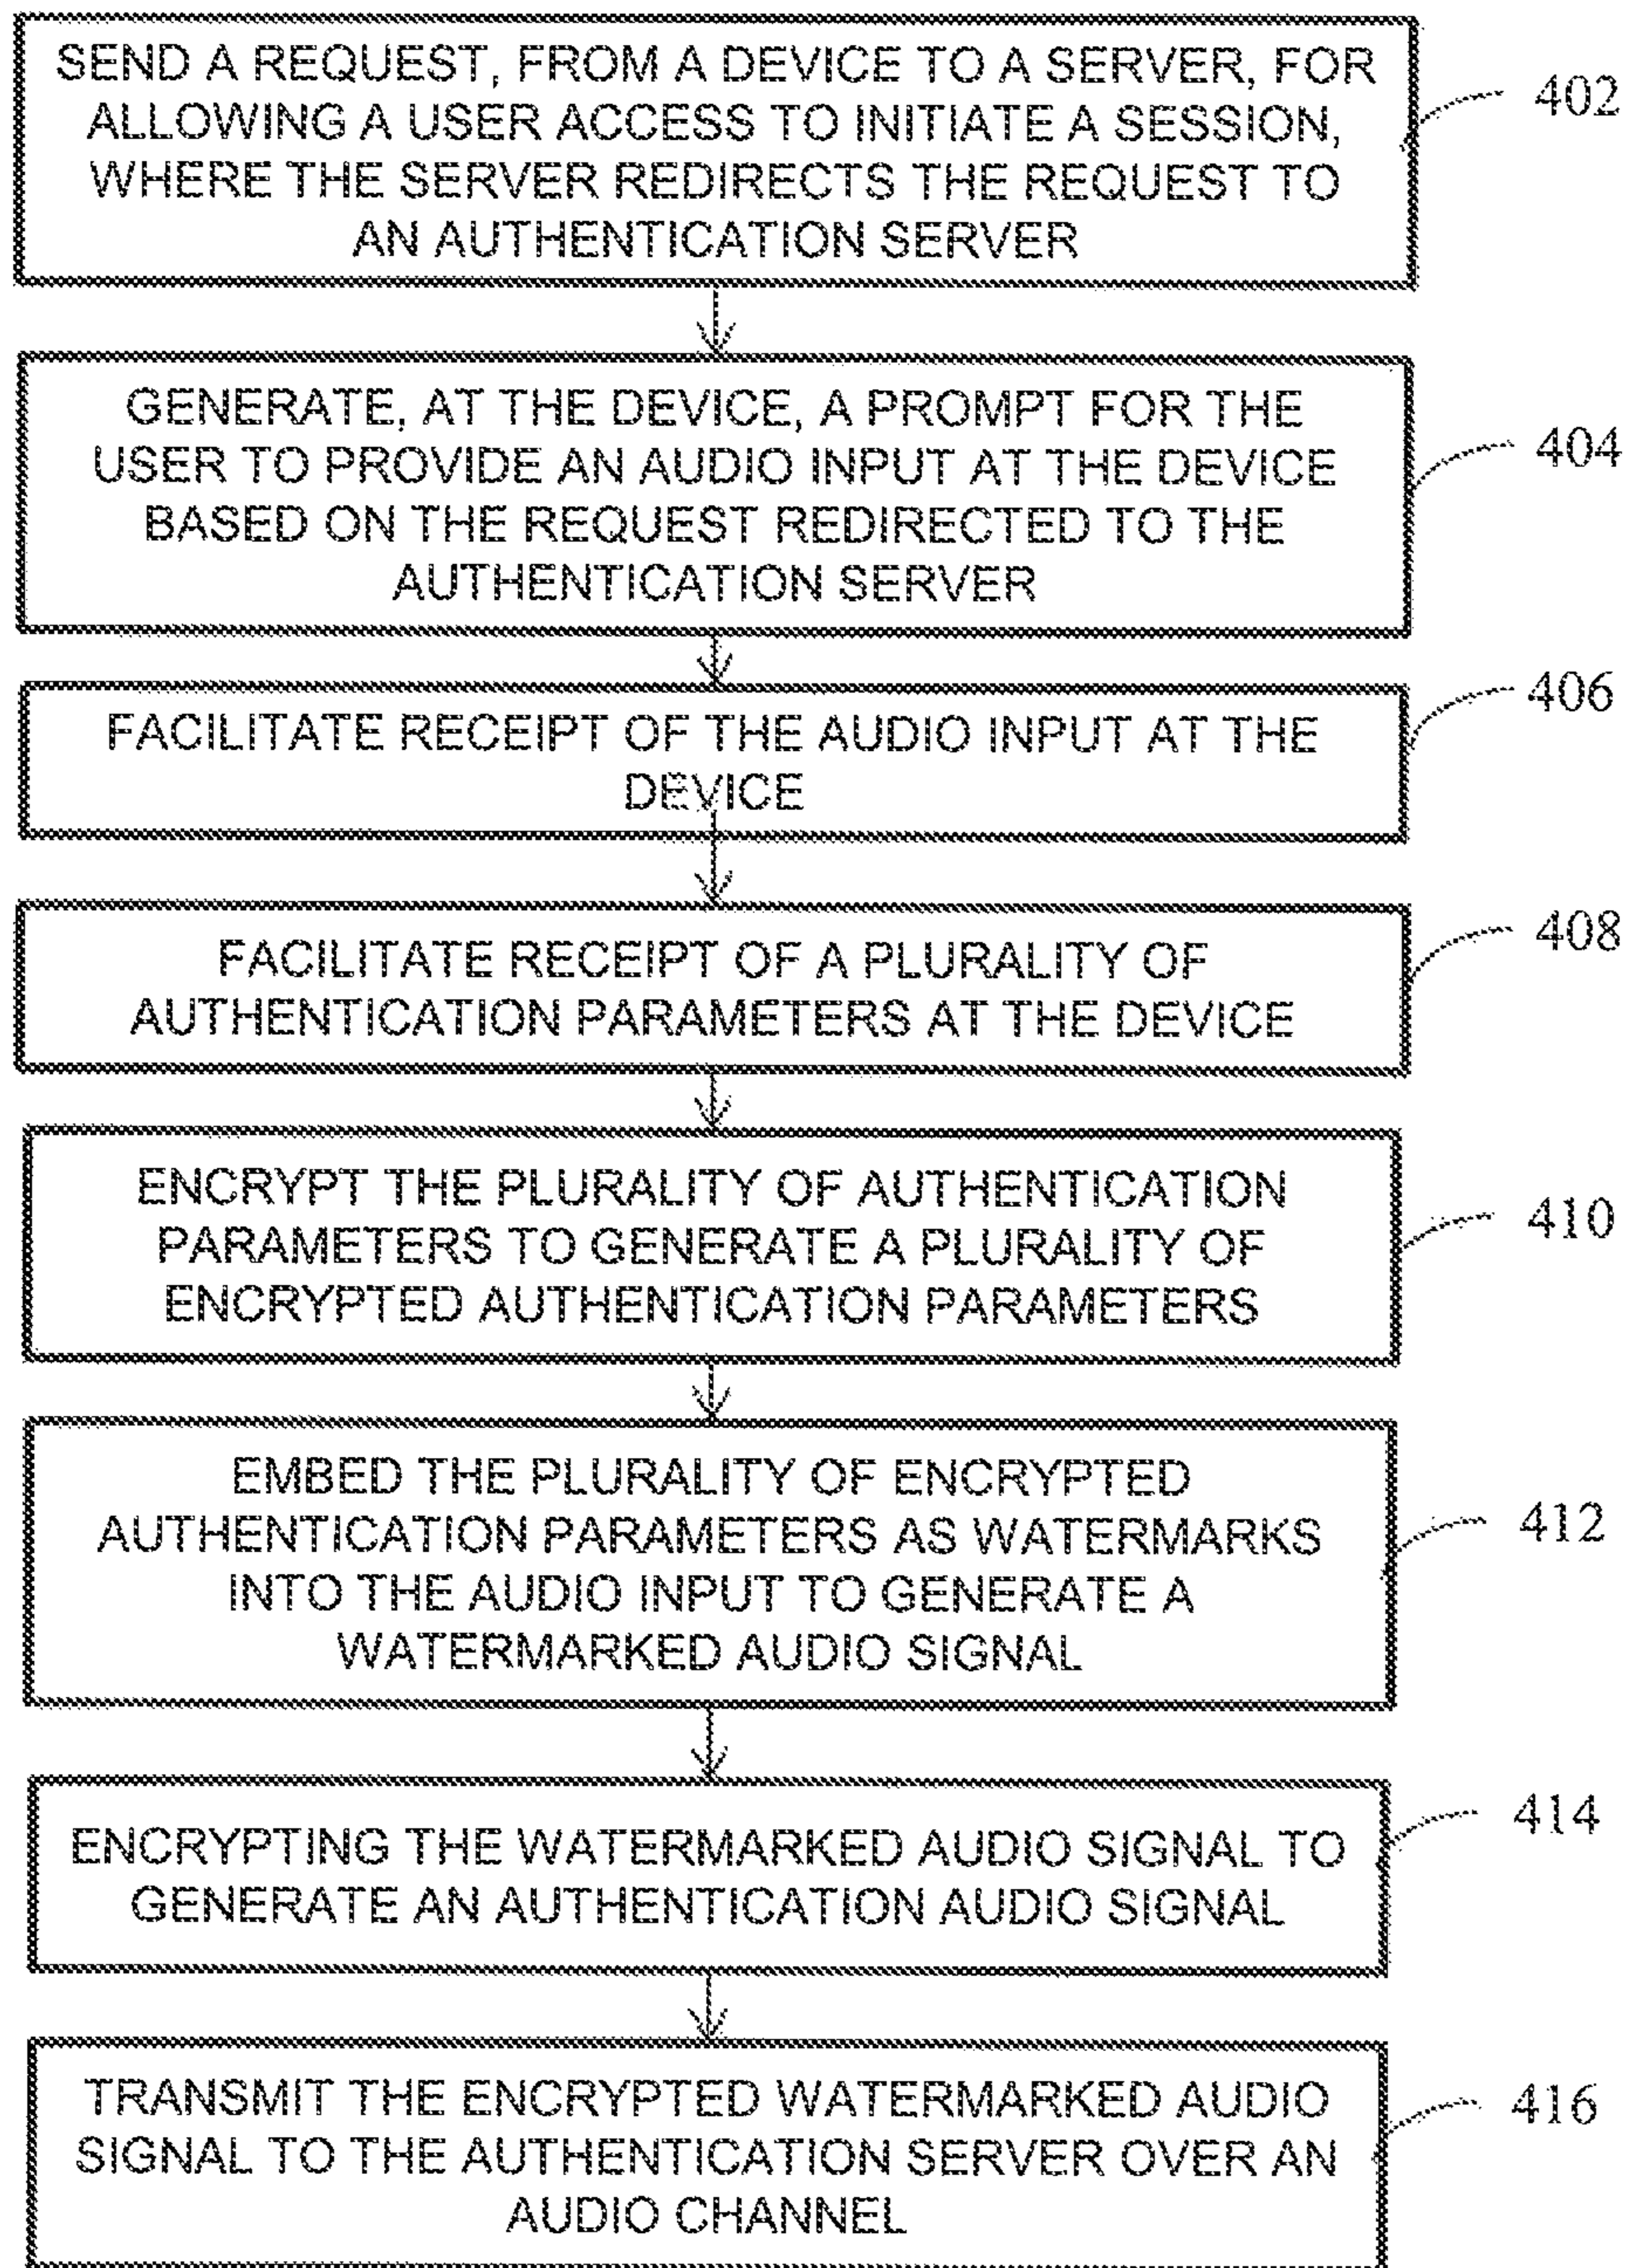 SEND A REQUEST, FROM A DEVICE TO A SERVER, FOR
ALLOWING A USER ACCESS TO INITIATE A SESSION,
WHERE THE SERVER REDIRECTS THE REQUEST TO
AN AUTHENTICATION SERVER
402
GENERATE, AT THE DEVICE, A PROMPT FOR THE
USER TO PROVIDE AN AUDIO INPUT AT THE DEVICE
BASED ON THE REQUEST REDIRECTED TO THE
AUTHENTICATION SERVER
404
FACILITATE RECEIPT OF THE AUDIO INPUT AT THE
DEVICE
406
FACILITATE RECEIPT OF A PLURALITY OF
AUTHENTICATION PARAMETERS AT THE DEVICE
408
ENCRYPT THE PLURALITY OF AUTHENTICATION
PARAMETERS TO GENERATE A PLURALITY OF
ENCRYPTED AUTHENTICATION PARAMETERS
410
EMBED THE PLURALITY OF ENCRYPTED
AUTHENTICATION PARAMETERS AS WATERMARKS
INTO THE AUDIO INPUT TO GENERATE A
WATERMARKED AUDIO SIGNAL
412
ENCRYPTING THE WATERMARKED AUDIO SIGNAL TO
GENERATE AN AUTHENTICATION AUDIO SIGNAL
414
TRANSMIT THE ENCRYPTED WATERMARKED AUDIO
SIGNAL TO THE AUTHENTICATION SERVER OVER AN
AUDIO CHANNEL
416